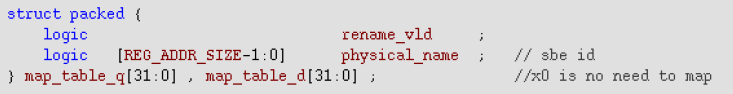 struct packed {
logic rename_vld ;
logic [REG_ADDR_SIZE-1:0] physical_name ; // sbe id
} map_table_q[31:0] , map_table_d[31:0] ; //x0 is no need to map